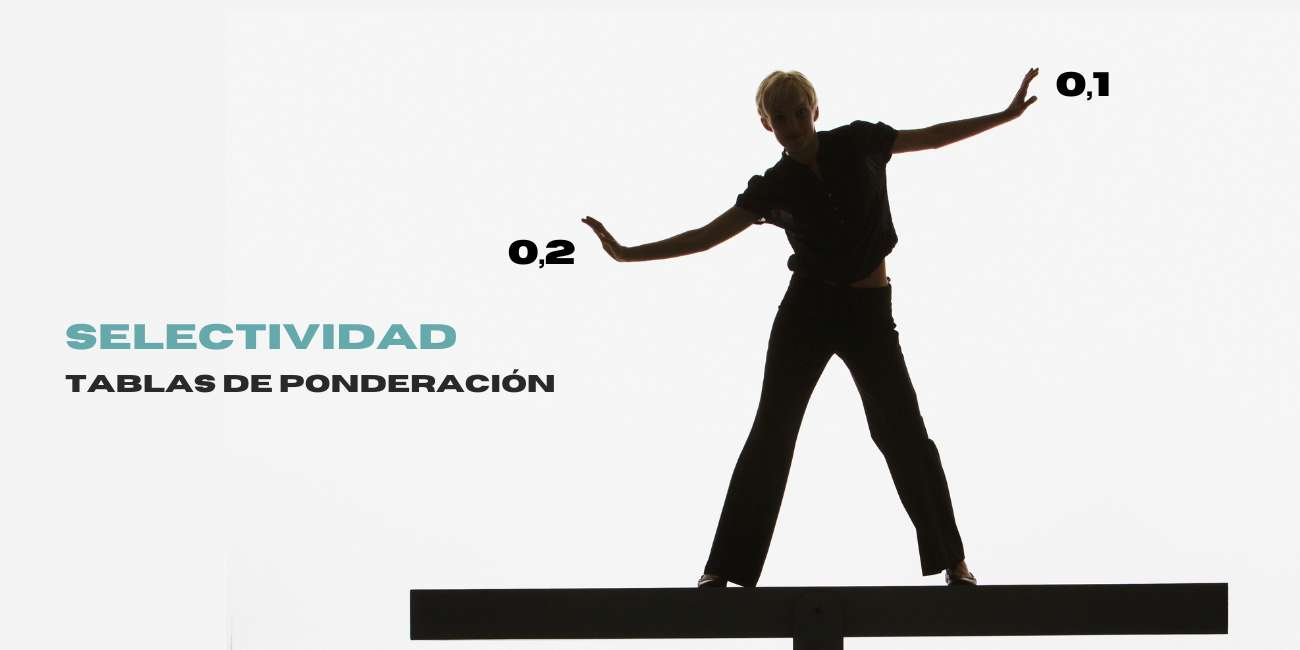 0,1
0,2
SELECTIVIDAD
TABLAS DE PONDERACIÓN